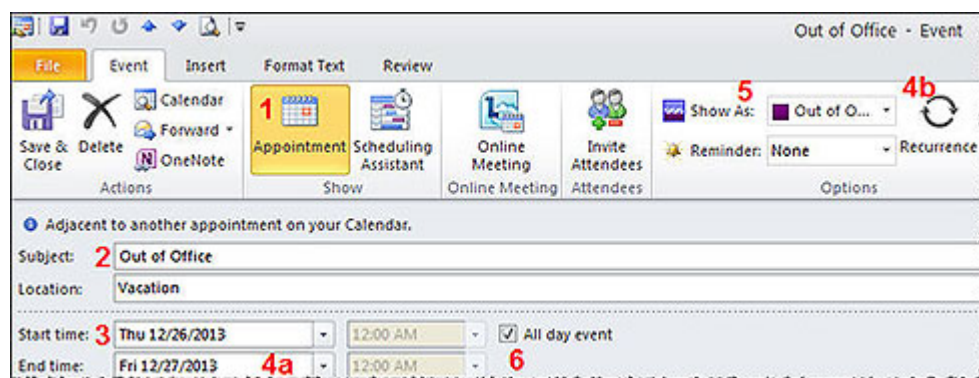 Out of Office - Event
File Event Insert Format Text Review
1 5 4b
Calendar
Forward
OneNote
Save & Close
Delete
Appointment
Scheduling Assistant
Online Meeting
Invite Attendees
Show As: Out of O...
Reminder: None
Recurrence
Actions Show Online Meeting Attendees Options
Adjacent to another appointment on your Calendar.
Subject: 2 Out of Office
Location: Vacation
Start time: 3 Thu 12/26/2013 12:00 AM All day event
End time: Fri 12/27/2013 4a 12:00 AM 6